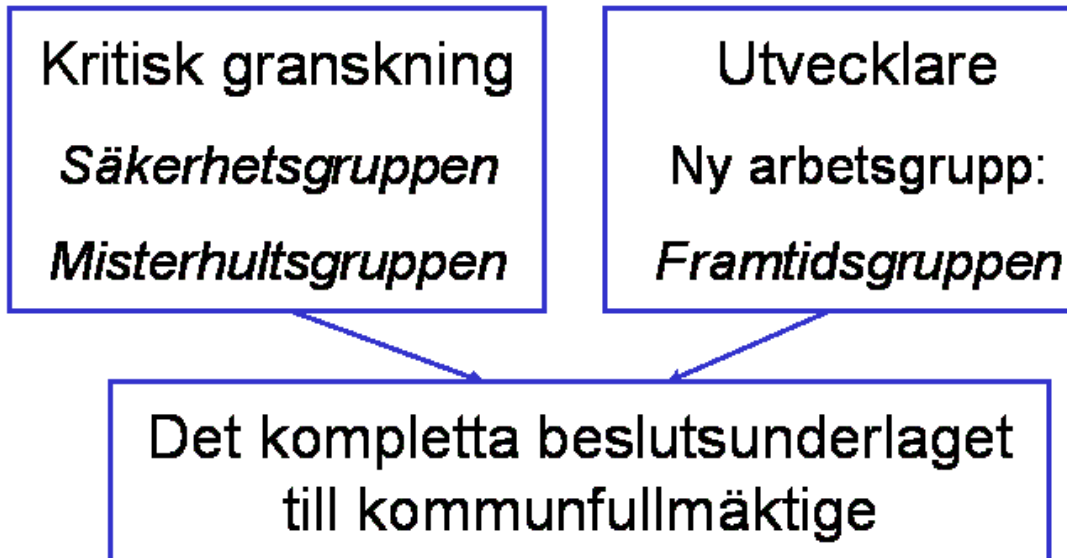 Kritisk granskning
Säkerhetsgruppen
Misterhultsgruppen
Utvecklare
Ny arbetsgrupp:
Framtidsgruppen
Det kompletta beslutsunderlaget
till kommunfullmäktige